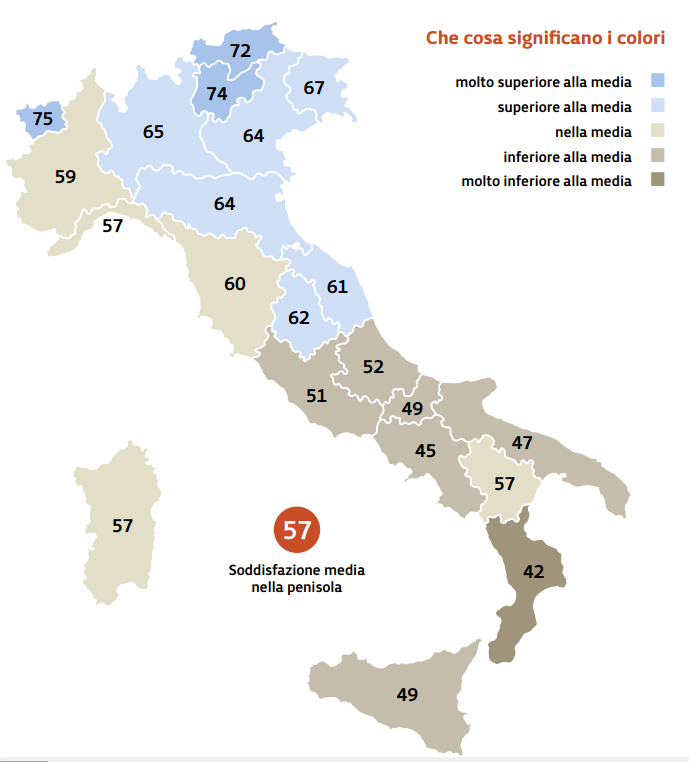 Che cosa significano i colori
molto superiore alla media
superiore alla media
nella media
inferiore alla media
molto inferiore alla media
72
74
67
75
65
64
59
64
57
60
61
62
52
51
49
47
45
57
57
57
Soddisfazione media
nella penisola
42
49